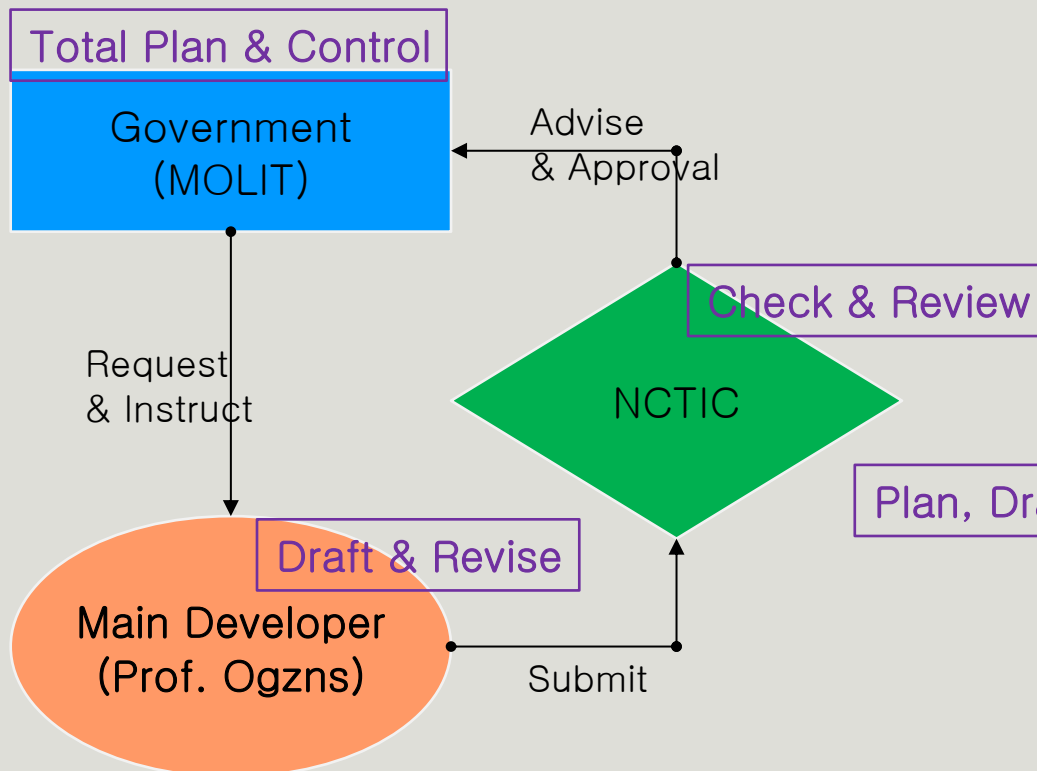 Total Plan & Control
Government
(MOLIT)
Advise
& Approval
Check & Review
Request
& Instruct
NCTIC
Plan,
Draft & Revise
Main Developer
(Prof. Ogzns)
Submit